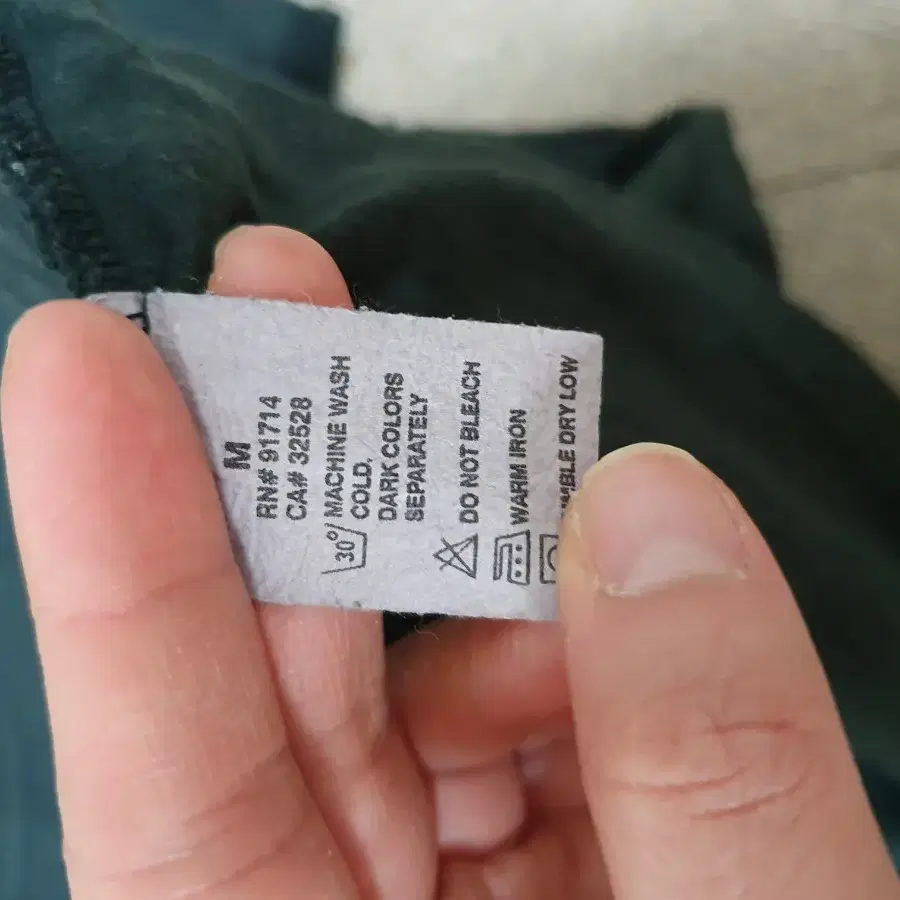 M
RN# 91714
CA# 32528
30° MACHINE WASH
COLD,
DARK COLORS
SEPARATELY
DO NOT BLEACH
WARM IRON
DRY LOW